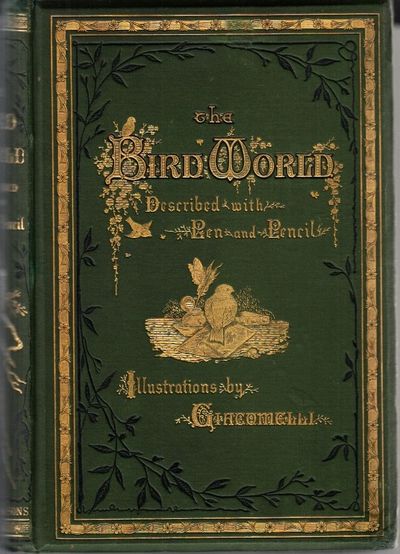 the
BIRD WORLD
Described with
Pen and Pencil
Illustrations by
GIACOMELLI